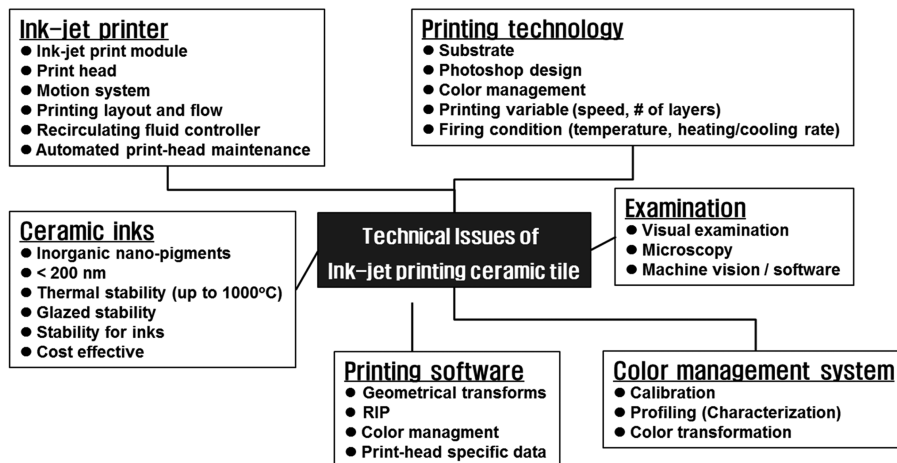 Ink-jet printer
● Ink-jet print module
● Print head
● Motion system
● Printing layout and flow
● Recirculating fluid controller
● Automated print-head maintenance
Printing technology
● Substrate
● Photoshop design
● Color management
● Printing variable (speed, # of layers)
● Firing condition (temperature, heating/cooling rate)
Ceramic inks
● Inorganic nano-pigments
● < 200 nm
● Thermal stability (up to 1000°C)
● Glazed stability
● Stability for inks
● Cost effective
Technical Issues of
Ink-jet printing ceramic tile
Examination
● Visual examination
● Microscopy
● Machine vision / software
Printing software
● Geometrical transforms
● RIP
● Color managment
● Print-head specific data
Color management system
● Calibration
● Profiling (Characterization)
● Color transformation